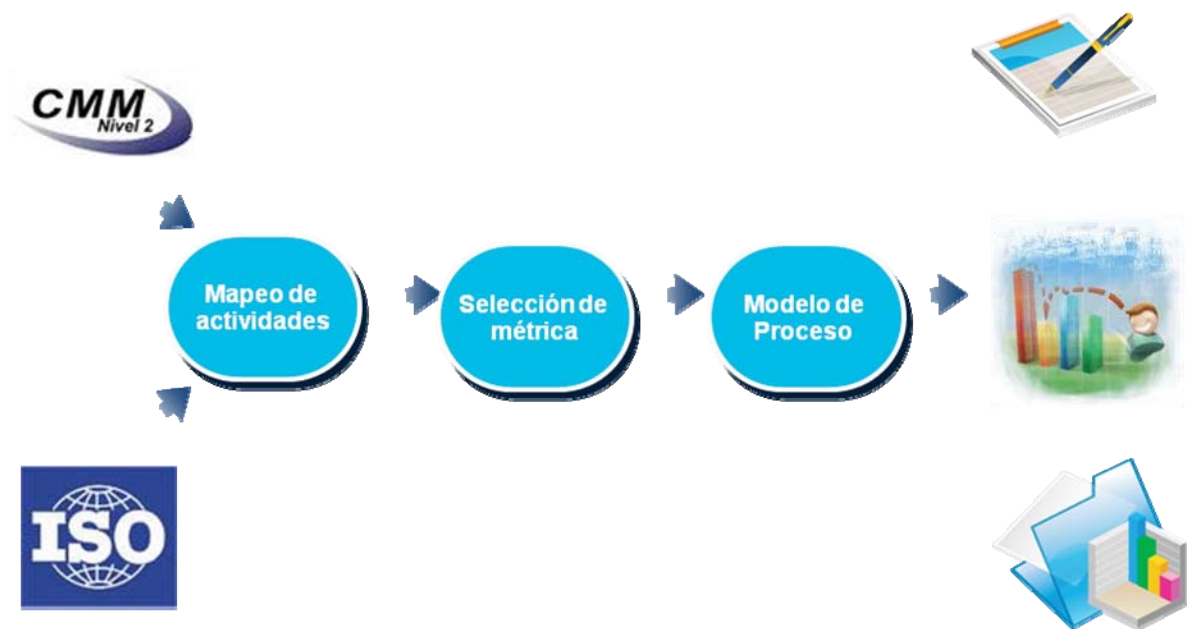 CMM
Nivel 2
Mapeo de
actividades
Selección de
métrica
Modelo de
Proceso
ISO